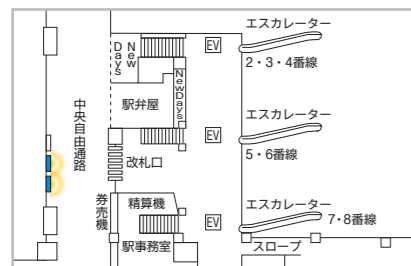 エスカレーター
New
Days
EV
2・3・4番線
NewDays
駅弁屋
中央自由通路
エスカレーター
EV
5・6番線
改札口
券売機
精算機
エスカレーター
EV
7・8番線
駅事務室
スロープ